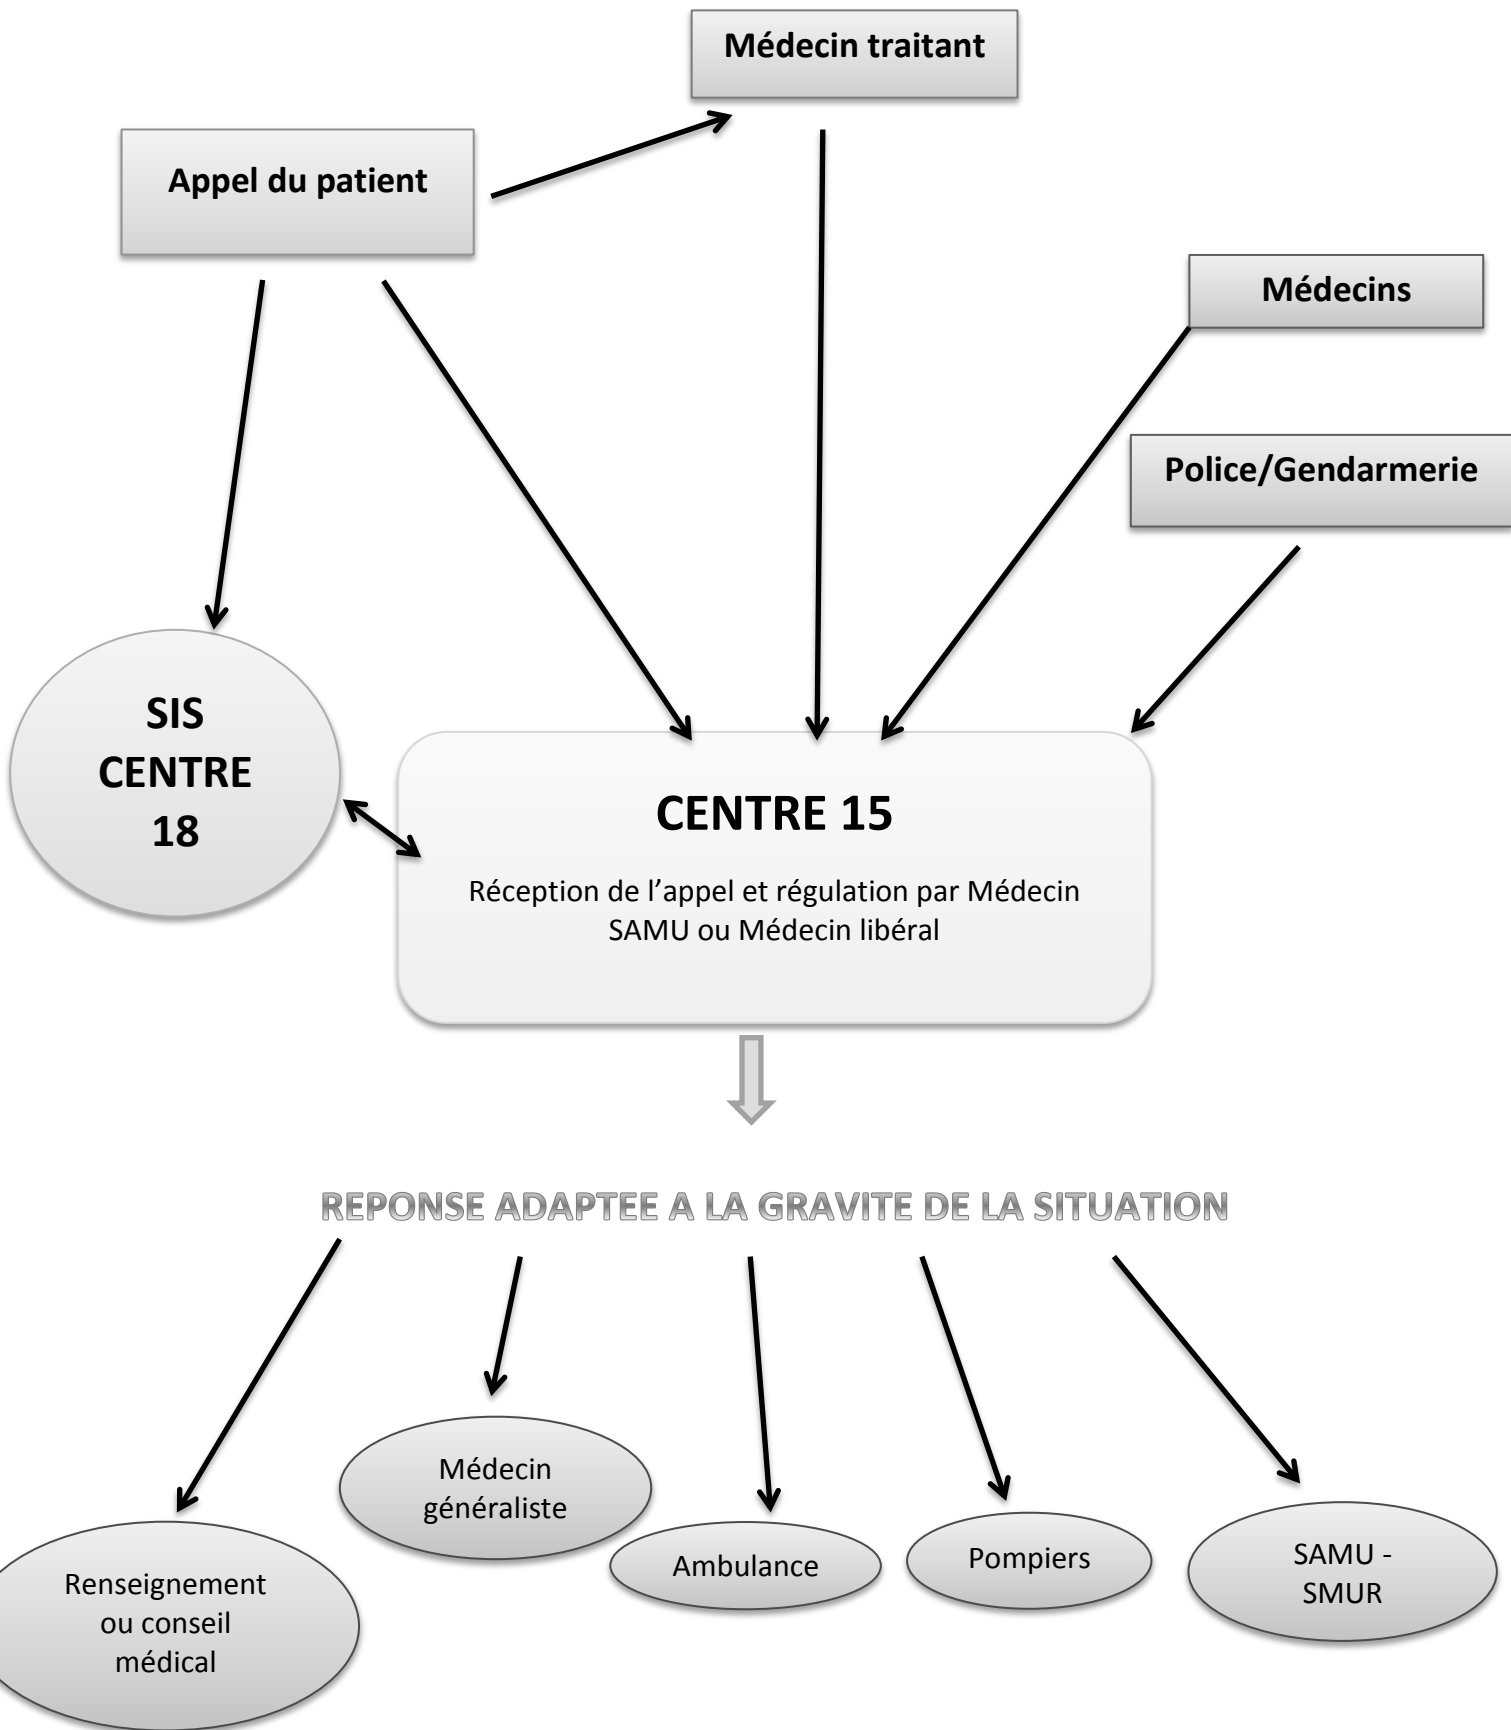 Médecin traitant
Appel du patient
Médecins
Police/Gendarmerie
SIS
CENTRE
18
CENTRE 15
Réception de l’appel et régulation par Médecin
SAMU ou Médecin libéral
REPONSE ADAPTEE A LA GRAVITE DE LA SITUATION
Médecin
généraliste
Ambulance
Pompiers
SAMU -
SMUR
Renseignement
ou conseil
médical